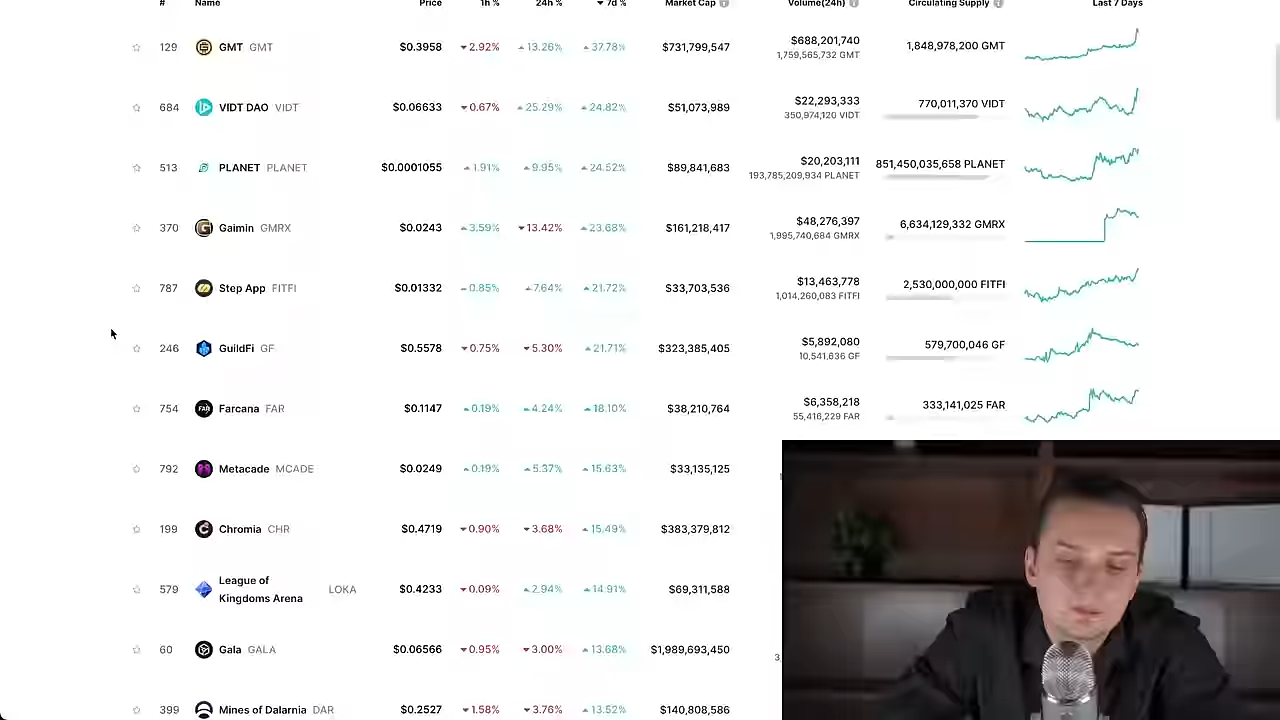 # Name Price 1h % 24h % 7d % Market Cap Volume(24h) Circulating Supply Last 7 Days
129 GMT GMT $0.3958 2.92% 13.26% 37.78% $731,799,547 $688,201,740 1,848,978,200 GMT
1,759,565,732 GMT
684 VIDT DAO VIDT $0.06633 0.67% 25.29% 24.82% $51,073,989 $22,293,333 770,011,370 VIDT
350,974,120 VIDT
513 PLANET PLANET $0.0001055 1.91% 9.95% 24.52% $89,841,683 $20,203,111 851,450,035,658 PLANET
193,785,209,934 PLANET
370 Gaimin GMRX $0.0243 3.59% 13.42% 23.68% $161,218,417 $48,276,397 6,634,129,332 GMRX
1,995,740,684 GMRX
787 Step App FITFI $0.01332 0.85% 7.64% 21.72% $33,703,536 $13,463,778 2,530,000,000 FITFI
1,014,260,083 FITFI
246 GuildFi GF $0.5578 0.75% 5.30% 21.71% $323,385,405 $5,892,080 579,700,046 GF
10,541,636 GF
754 FAR Farcana FAR $0.1147 0.19% 4.24% 18.10% $38,210,764 $6,358,218 333,141,025 FAR
55,416,229 FAR
792 Metacade MCADE $0.0249 0.19% 5.37% 15.63% $33,135,125
199 Chromia CHR $0.4719 0.90% 3.68% 15.49% $383,379,812
579 League of Kingdoms Arena LOKA $0.4233 0.09% 2.94% 14.91% $69,311,588
60 Gala GALA $0.06566 0.95% 3.00% 13.68% $1,989,693,450
3
399 Mines of Dalarnia DAR $0.2527 1.58% 3.76% 13.52% $140,808,586